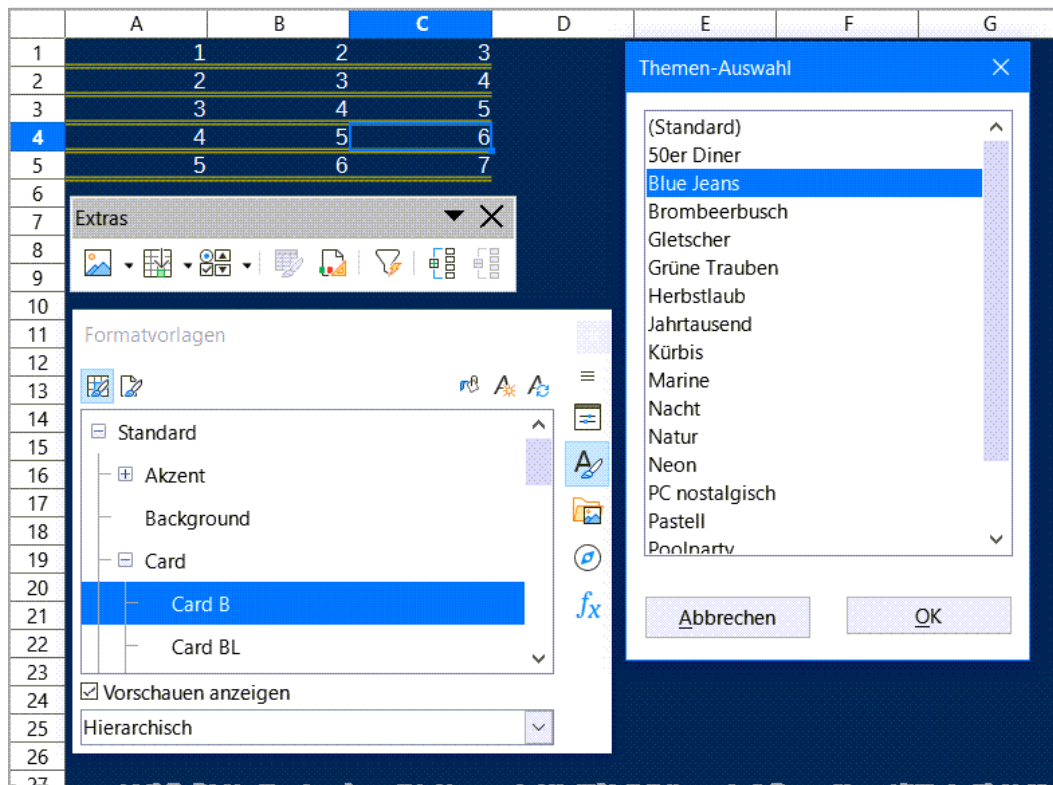 A B C D E F G
1 1 2 3
2 2 3 4
3 3 4 5
4 4 5 6
5 5 6 7
6
7
8
9
10
11
12
13
14
15
16
17
18
19
20
21
22
23
24
25
26
27
Extras
Formatvorlagen
Standard
Akzent
Background
Card
Card B
Card BL
Vorschauen anzeigen
Hierarchisch
Themen-Auswahl
(Standard)
50er Diner
Blue Jeans
Brombeerbusch
Gletscher
Grüne Trauben
Herbstlaub
Jahrtausend
Kürbis
Marine
Nacht
Natur
Neon
PC nostalgisch
Pastell
Poolparty
Abbrechen OK